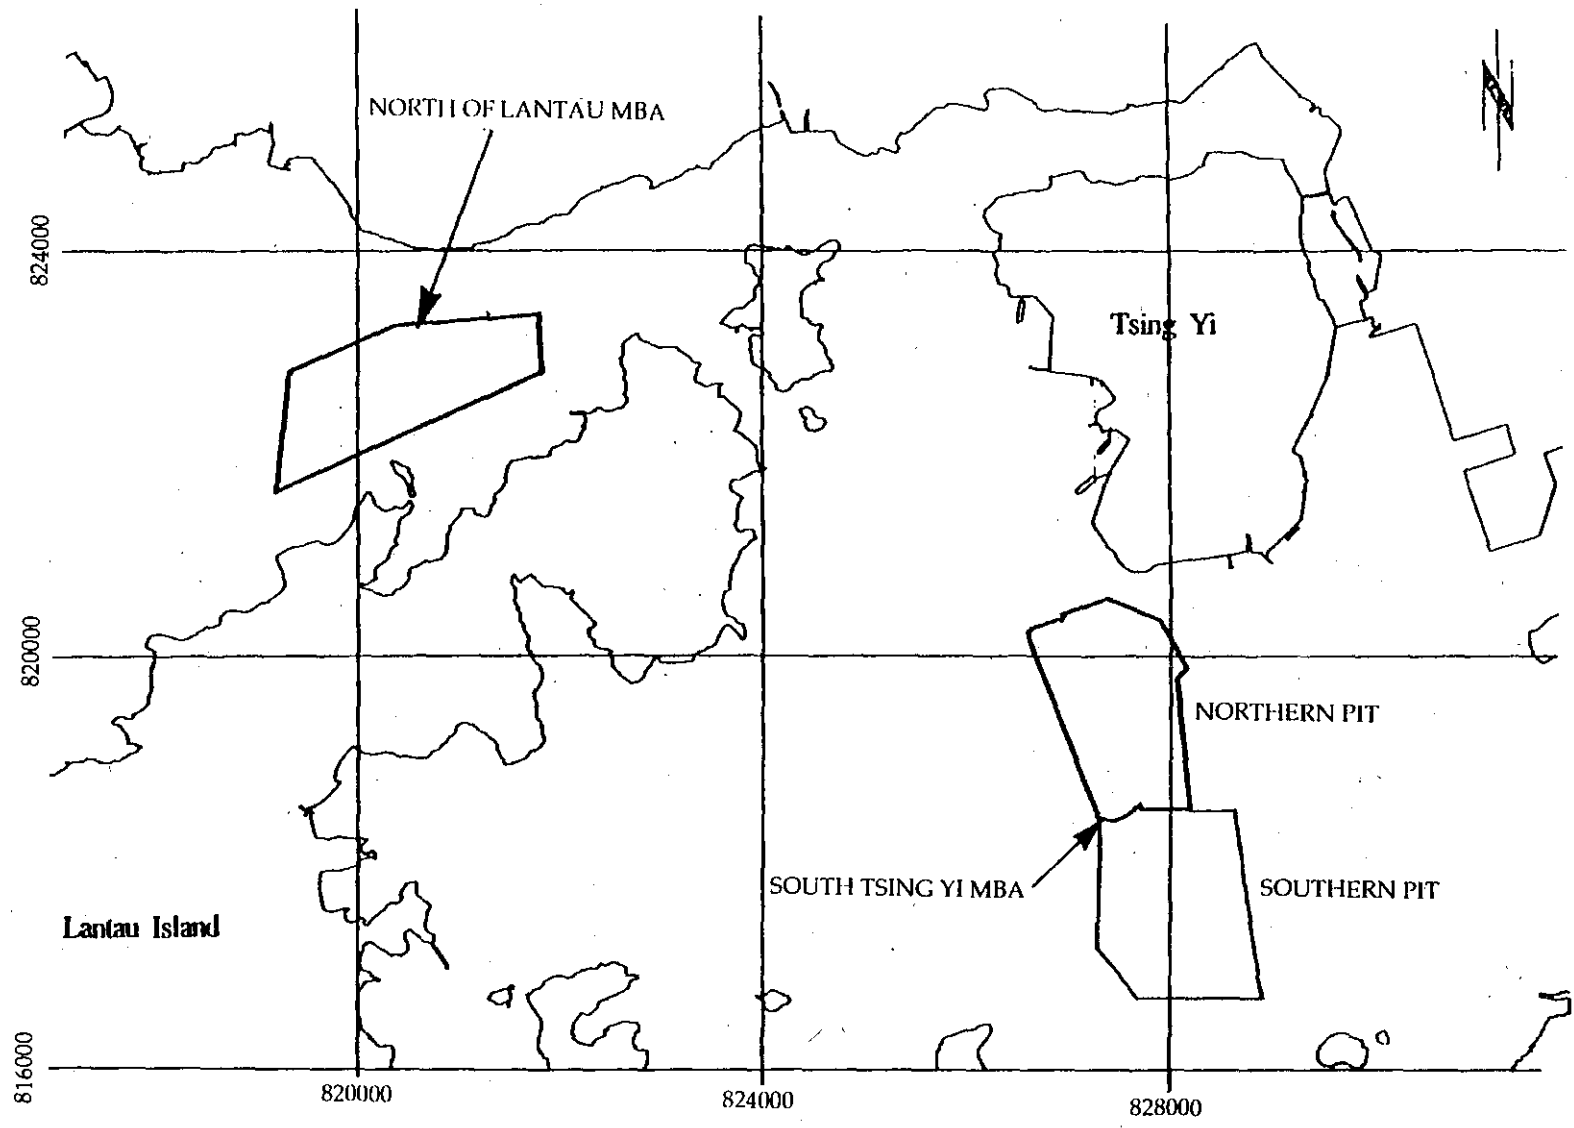 NORTH OF LANTAU MBA
N
824000
Tsing Yi
820000
NORTHERN PIT
SOUTH TSING YI MBA
SOUTHERN PIT
Lantau Island
816000
820000
824000
828000